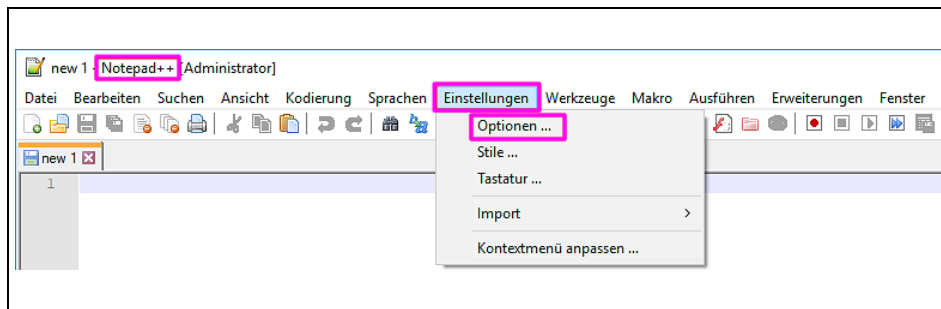 new 1 - Notepad++ [Administrator]
Datei Bearbeiten Suchen Ansicht Kodierung Sprachen Einstellungen Werkzeuge Makro Ausführen Erweiterungen Fenster
Optionen ...
new 1
Stile ...
1
Tastatur ...
Import
Kontextmenü anpassen ...